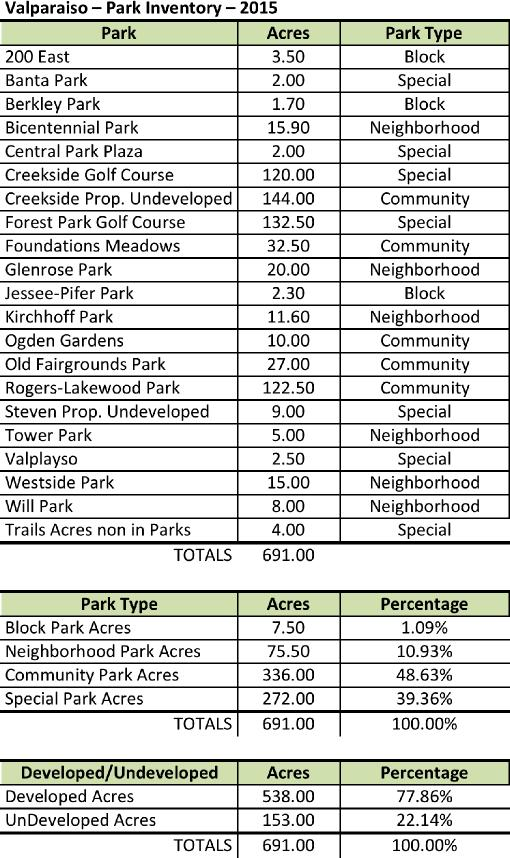 Valparaiso – Park Inventory – 2015
Park Acres Park Type
200 East 3.50 Block
Banta Park 2.00 Special
Berkley Park 1.70 Block
Bicentennial Park 15.90 Neighborhood
Central Park Plaza 2.00 Special
Creekside Golf Course 120.00 Special
Creekside Prop. Undeveloped 144.00 Community
Forest Park Golf Course 132.50 Special
Foundations Meadows 32.50 Community
Glenrose Park 20.00 Neighborhood
Jessee-Pifer Park 2.30 Block
Kirchhoff Park 11.60 Neighborhood
Ogden Gardens 10.00 Community
Old Fairgrounds Park 27.00 Community
Rogers-Lakewood Park 122.50 Community
Steven Prop. Undeveloped 9.00 Special
Tower Park 5.00 Neighborhood
Valplayso 2.50 Special
Westside Park 15.00 Neighborhood
Will Park 8.00 Neighborhood
Trails Acres non in Parks 4.00 Special
TOTALS 691.00
Park Type Acres Percentage
Block Park Acres 7.50 1.09%
Neighborhood Park Acres 75.50 10.93%
Community Park Acres 336.00 48.63%
Special Park Acres 272.00 39.36%
TOTALS 691.00 100.00%
Developed/Undeveloped Acres Percentage
Developed Acres 538.00 77.86%
UnDeveloped Acres 153.00 22.14%
TOTALS 691.00 100.00%